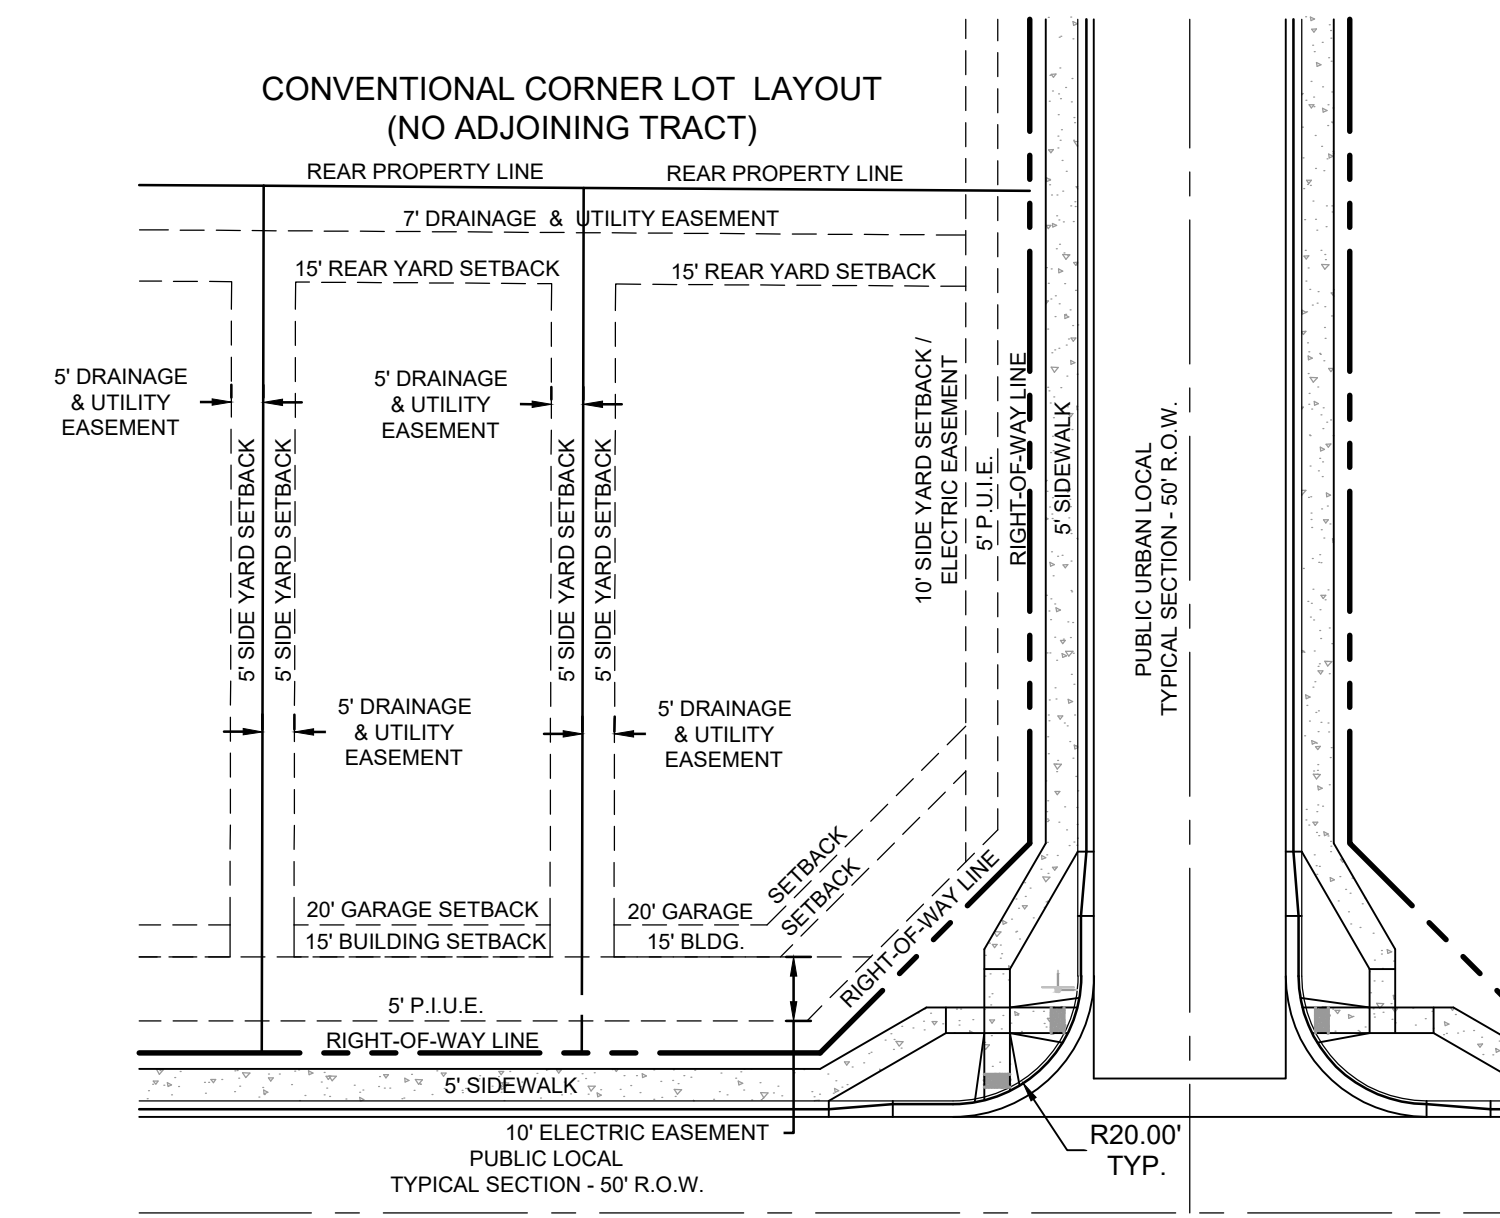 CONVENTIONAL CORNER LOT LAYOUT
(NO ADJOINING TRACT)
REAR PROPERTY LINE
REAR PROPERTY LINE
7' DRAINAGE & UTILITY EASEMENT
15' REAR YARD SETBACK
15' REAR YARD SETBACK
5' DRAINAGE
& UTILITY
EASEMENT
5' DRAINAGE
& UTILITY
EASEMENT
5' SIDE YARD SETBACK
5' SIDE YARD SETBACK
5' SIDE YARD SETBACK
5' SIDE YARD SETBACK
10' SIDE YARD SETBACK /
ELECTRIC EASEMENT
5' P.U.I.E.
RIGHT-OF-WAY LINE
5' SIDEWALK
PUBLIC URBAN LOCAL
TYPICAL SECTION - 50' R.O.W.
5' DRAINAGE
& UTILITY
EASEMENT
5' DRAINAGE
& UTILITY
EASEMENT
20' GARAGE SETBACK
15' BUILDING SETBACK
20' GARAGE
SETBACK
15' BLDG.
SETBACK
RIGHT-OF-WAY LINE
5' P.I.U.E.
RIGHT-OF-WAY LINE
5' SIDEWALK
10' ELECTRIC EASEMENT
PUBLIC LOCAL
TYPICAL SECTION - 50' R.O.W.
R20.00'
TYP.